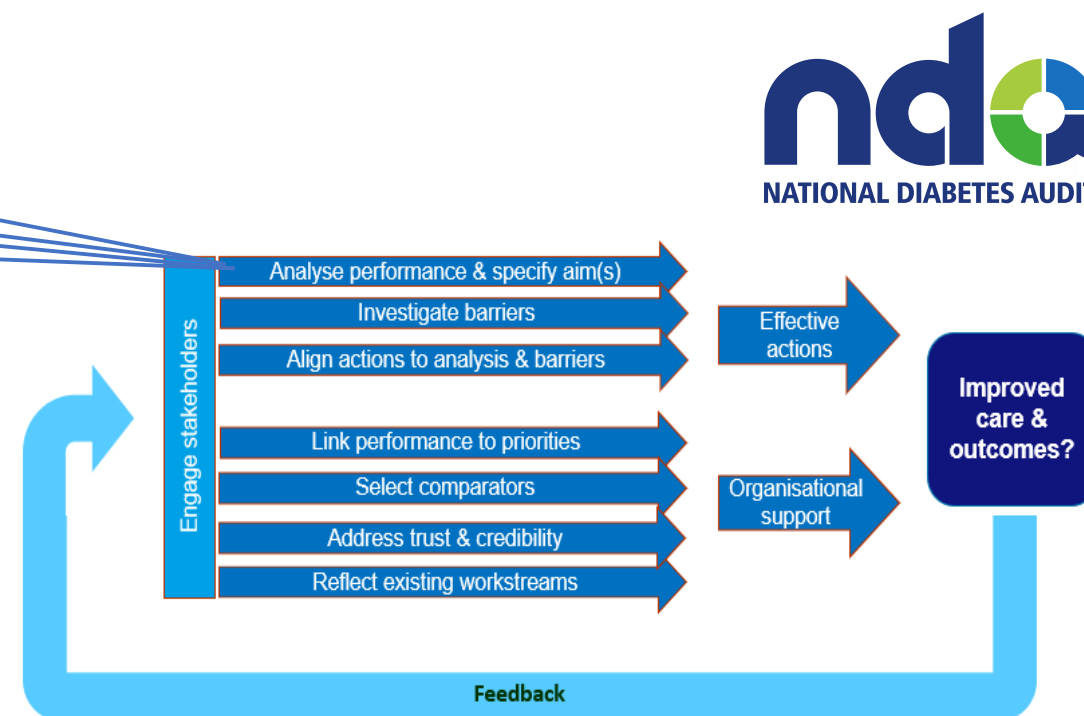 nda
NATIONAL DIABETES AUDIT
Engage stakeholders
Analyse performance & specify aim(s)
Investigate barriers
Align actions to analysis & barriers
Link performance to priorities
Select comparators
Address trust & credibility
Reflect existing workstreams
Effective
actions
Organisational
support
Improved
care &
outcomes?
Feedback